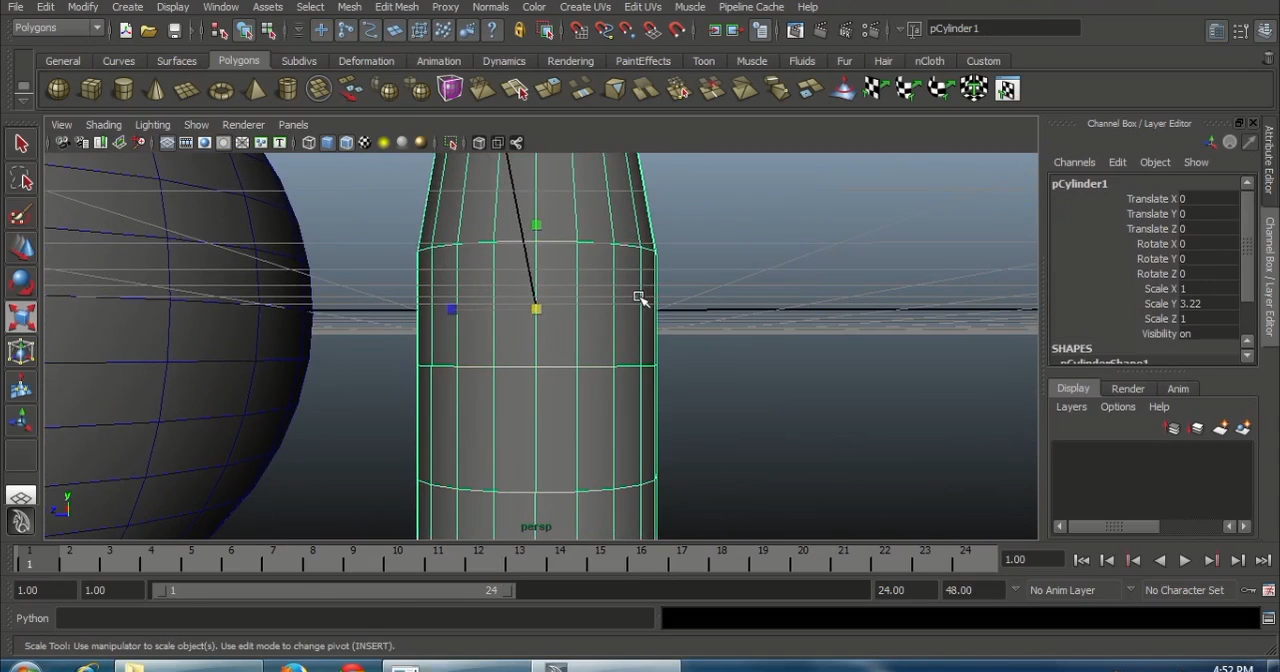 File Edit Modify Create Display Window Assets Select Mesh Edit Mesh Proxy Normals Color Create UVs Edit UVs Muscle Pipeline Cache Help
Polygons pCylinder1
General Curves Surfaces Polygons Subdivs Deformation Animation Dynamics Rendering PaintEffects Toon Muscle Fluids Fur Hair nCloth Custom
View Shading Lighting Show Renderer Panels
Channel Box / Layer Editor
Channels Edit Object Show
pCylinder1
Translate X 0
Translate Y 0
Translate Z 0
Rotate X 0
Rotate Y 0
Rotate Z 0
Scale X 1
Scale Y 3.22
Scale Z 1
Visibility on
SHAPES
pCylinderShape1
Attribute Editor
Channel Box / Layer Editor
Display Render Anim
Layers Options Help
y
z
persp
1 2 3 4 5 6 7 8 9 10 11 12 13 14 15 16 17 18 19 20 21 22 23 24
1
1.00
1.00 1.00 1 24 24.00 48.00 No Anim Layer No Character Set
Python
Scale Tool: Use manipulator to scale object(s). Use edit mode to change pivot (INSERT).
4:52 PM